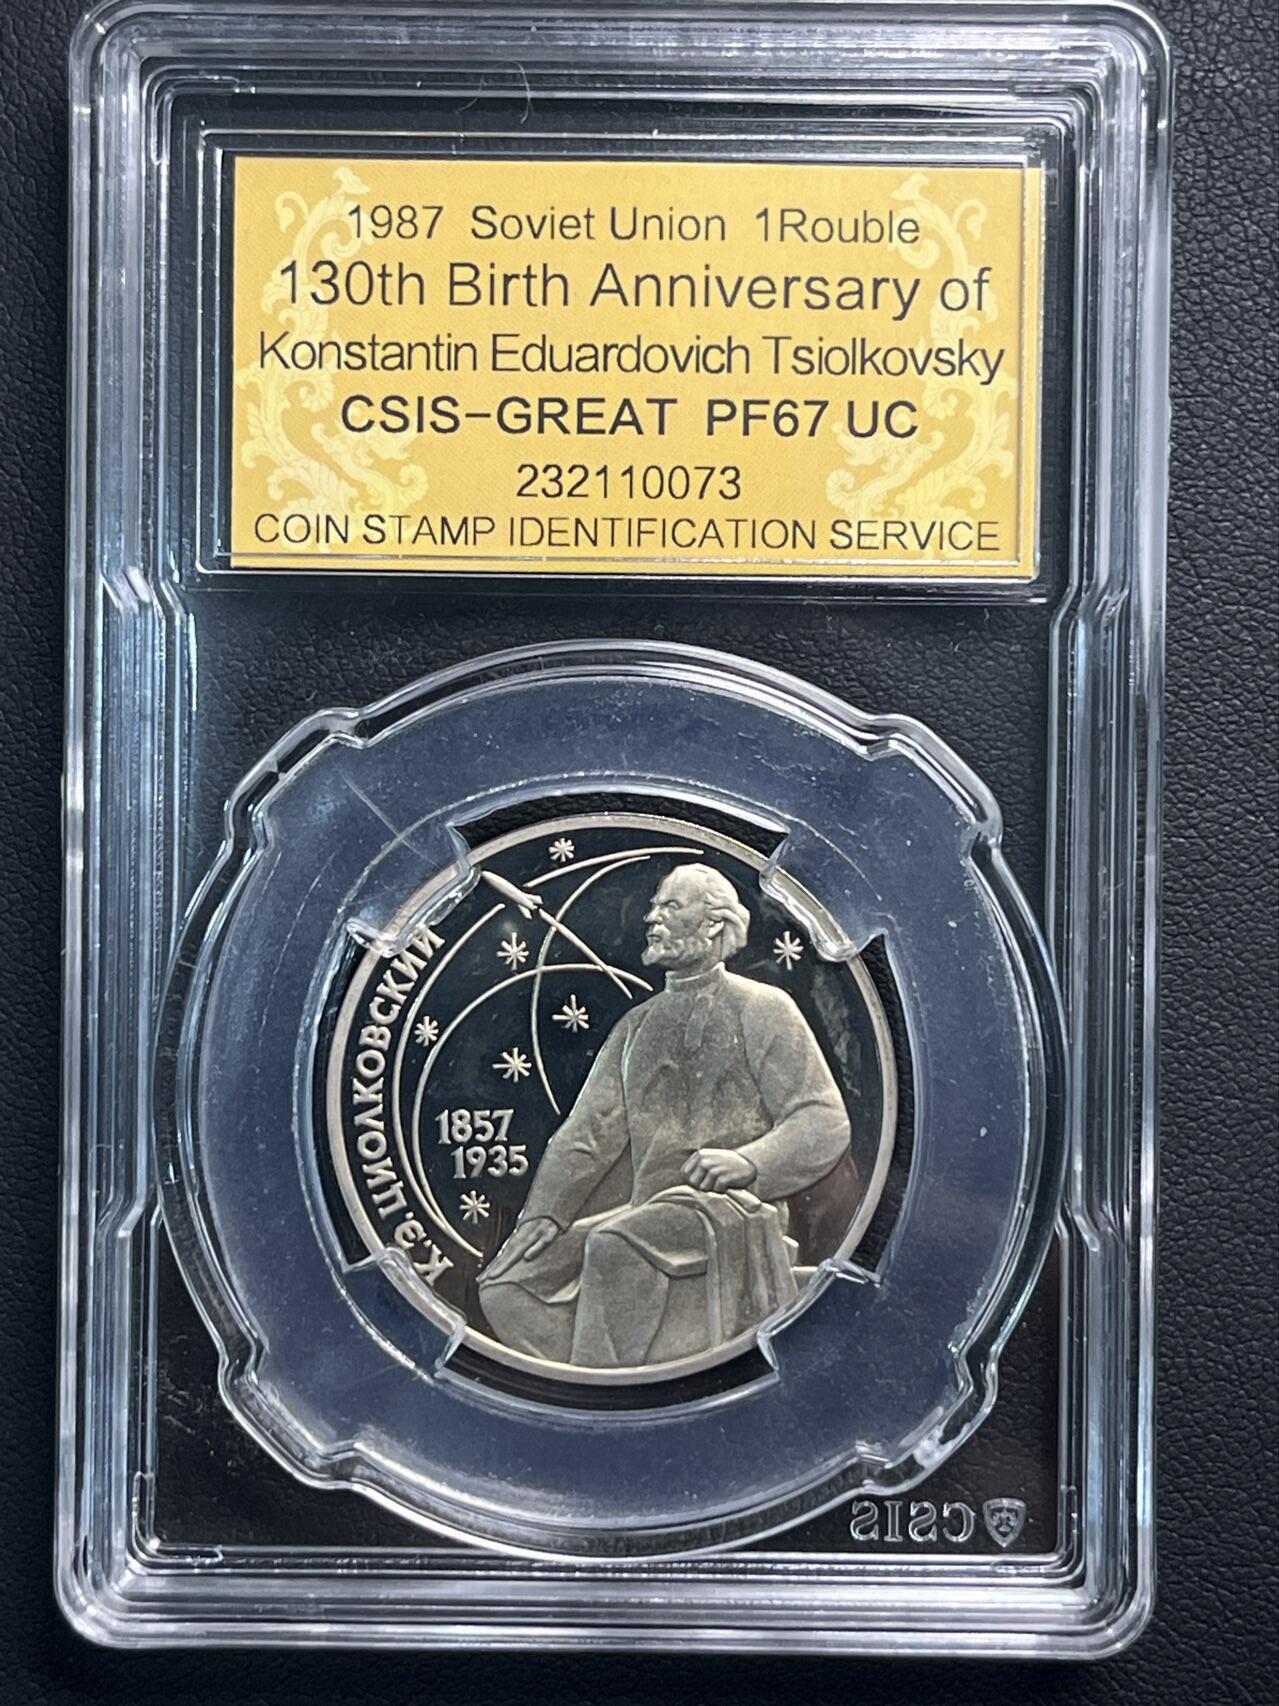 1987 Soviet Union 1Rouble
130th Birth Anniversary of
Konstantin Eduardovich Tsiolkovsky
CSIS-GREAT PF67 UC
232110073
COIN STAMP IDENTIFICATION SERVICE
К.Э.ЦИОЛКОВСКИЙ
1857
1935
CSIS